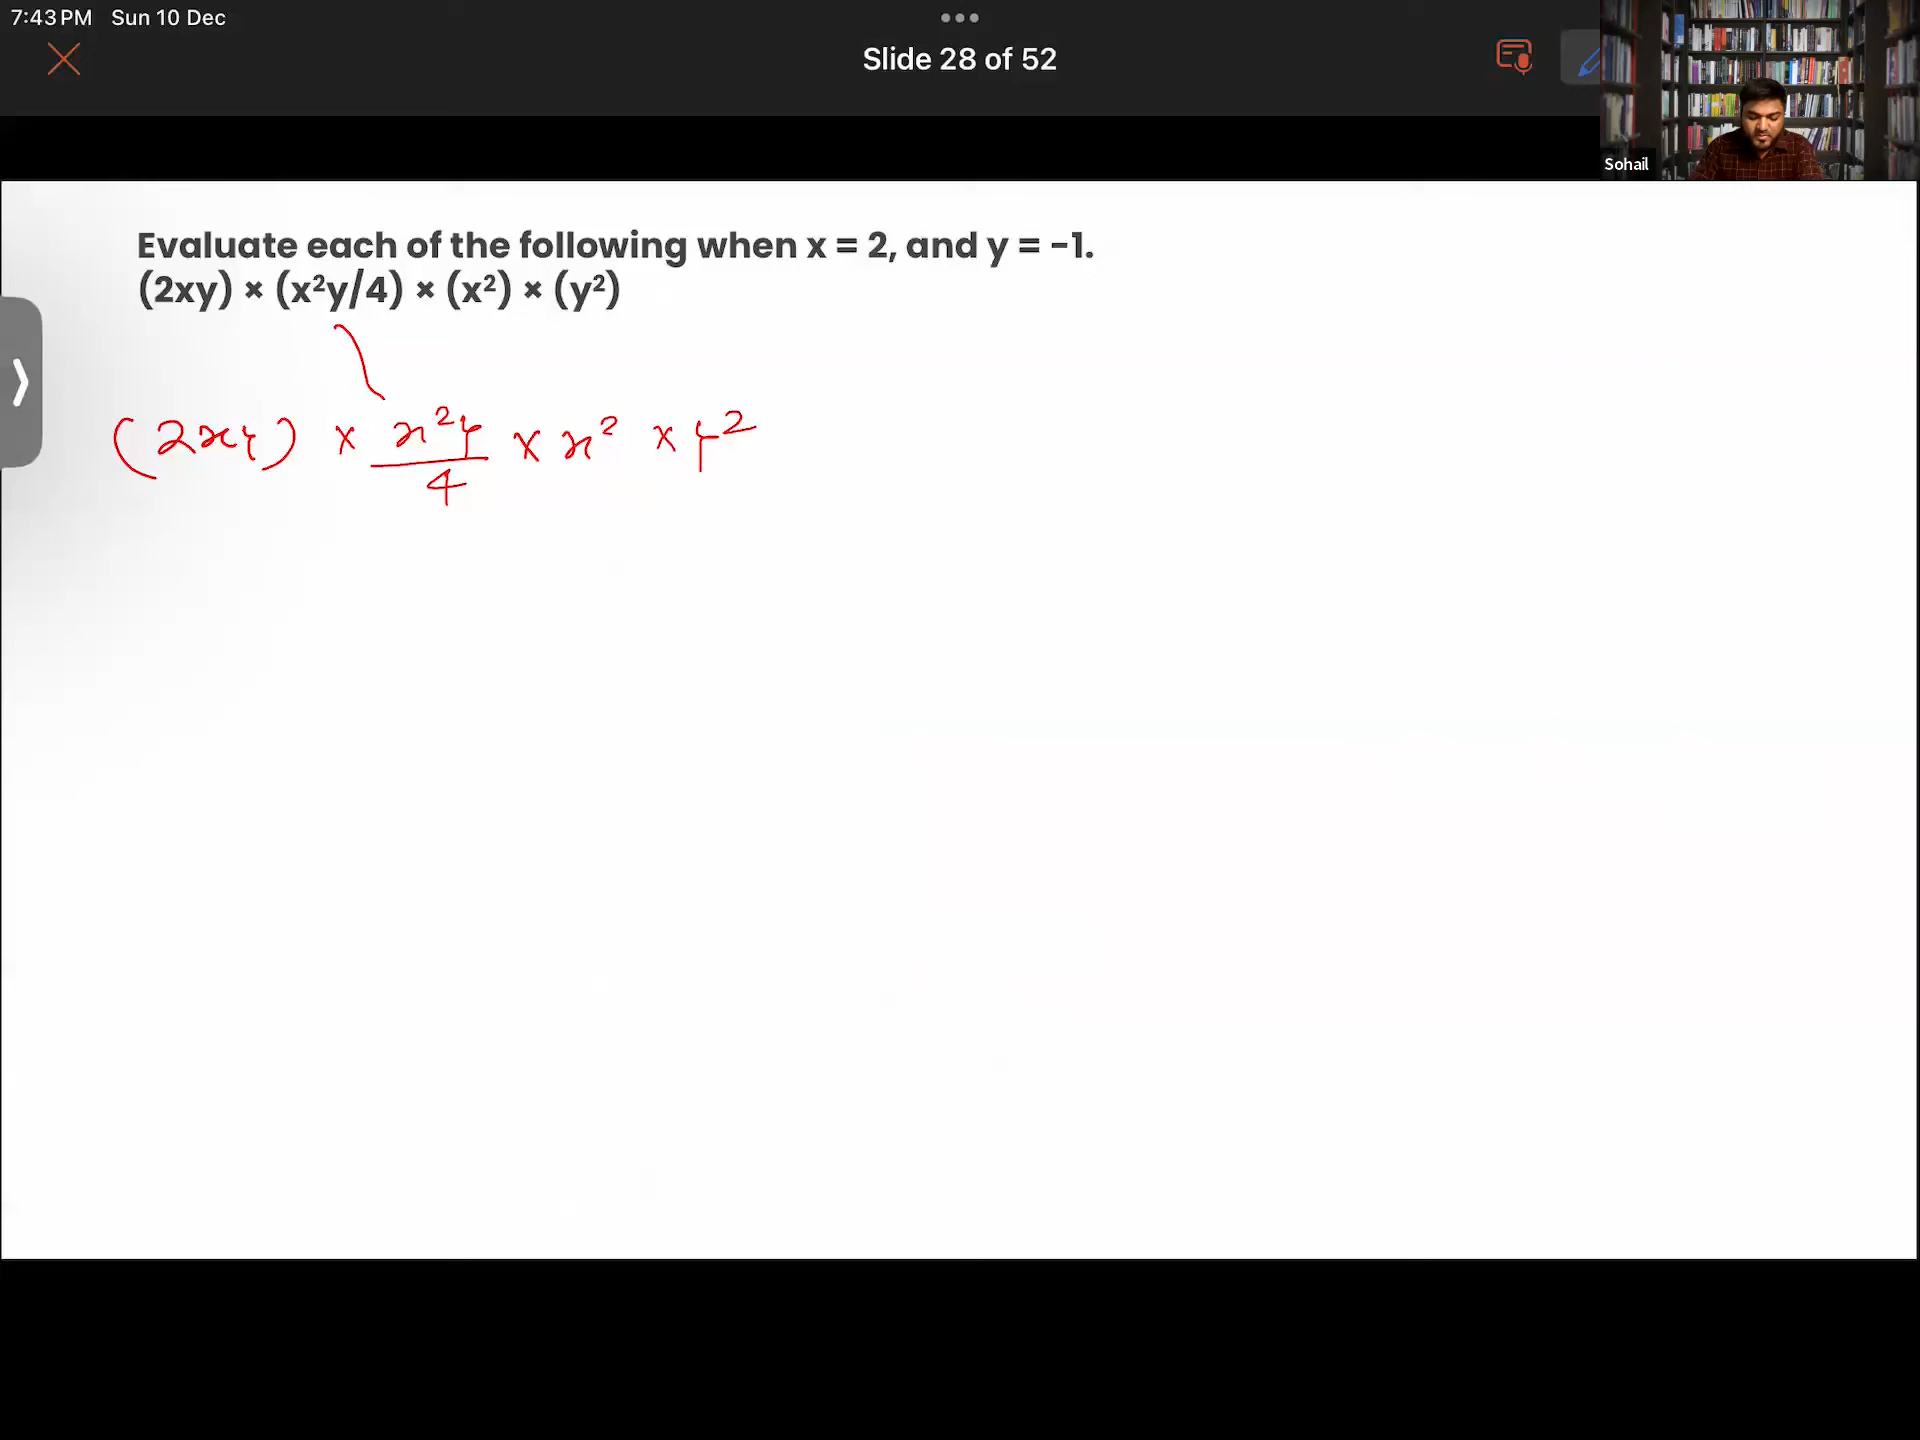 7:43 PM Sun 10 Dec
Slide 28 of 52
Sohail
Evaluate each of the following when x = 2, and y = -1.
(2xy) × (x²y/4) × (x²) × (y²)
(2xy) × x²y/4 × x² × y²